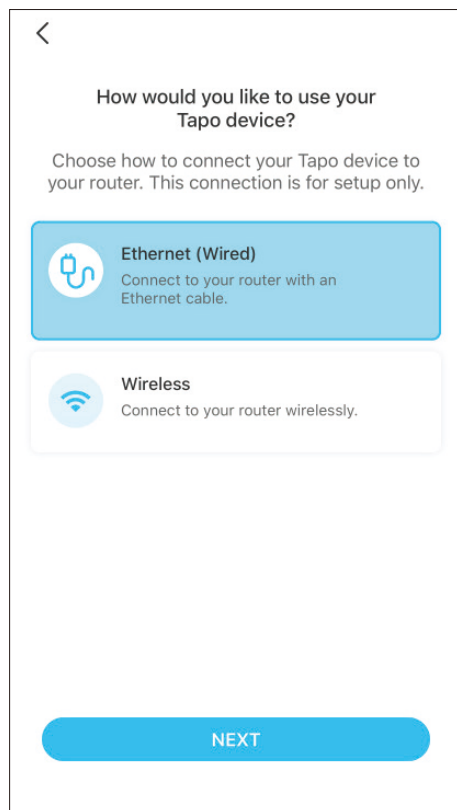 How would you like to use your
Tapo device?
Choose how to connect your Tapo device to
your router. This connection is for setup only.
Ethernet (Wired)
Connect to your router with an
Ethernet cable.
Wireless
Connect to your router wirelessly.
NEXT